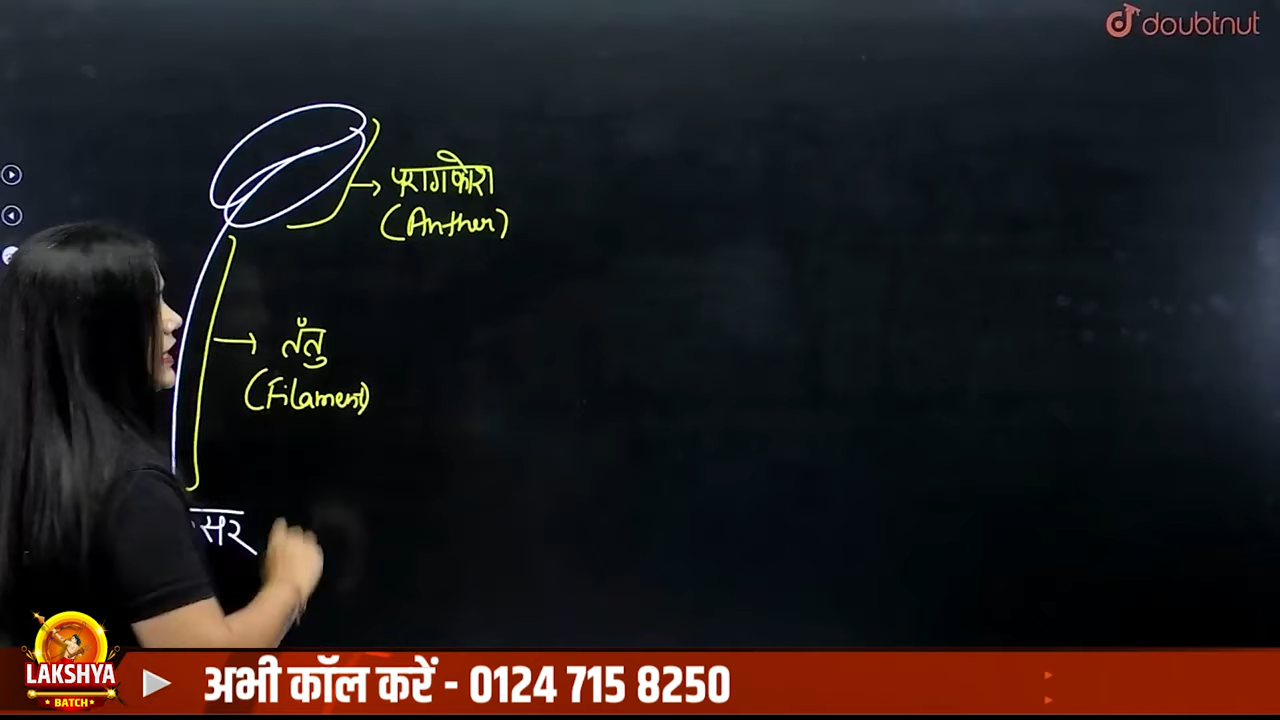 doubtnut
परागकोश
(Anther)
तंतु
(Filament)
सर
LAKSHYA
BATCH
अभी कॉल करें - 0124 715 8250